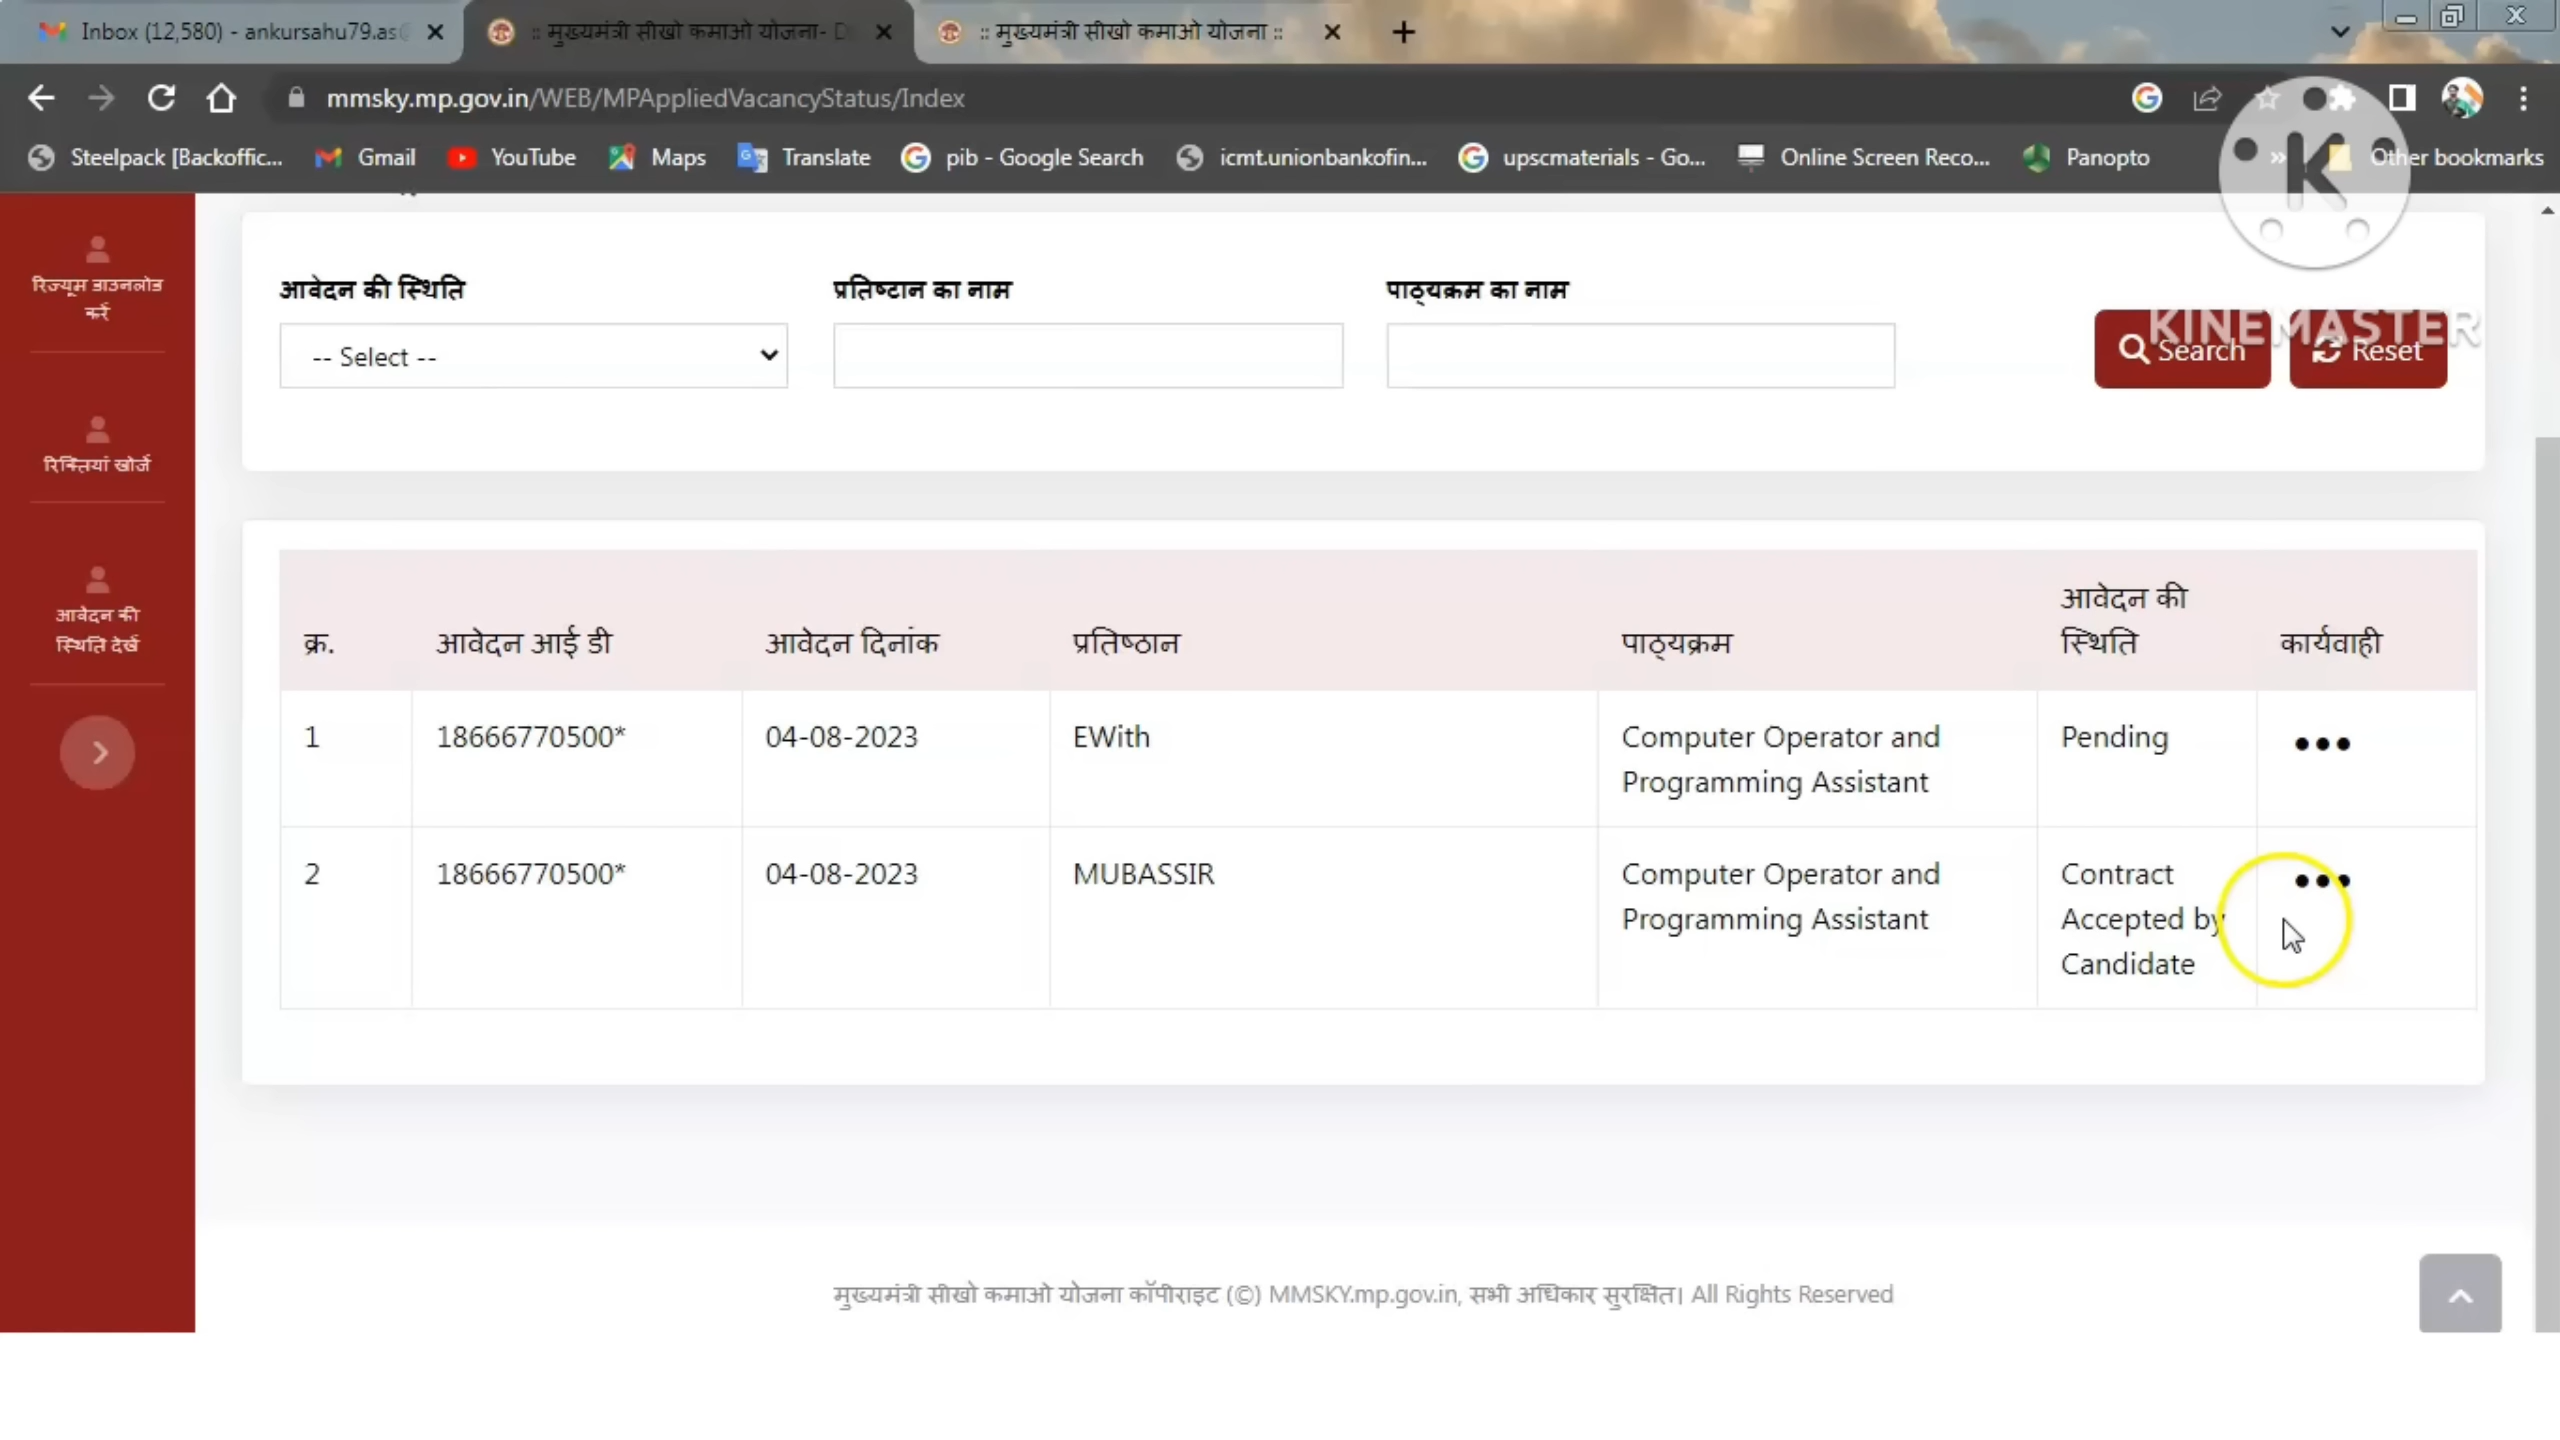 Inbox (12,580) - ankursahu79.as@
:: मुख्यमंत्री सीखो कमाओ योजना- D
:: मुख्यमंत्री सीखो कमाओ योजना ::
mmsky.mp.gov.in/WEB/MPAppliedVacancyStatus/Index
Steelpack [Backoffic...
Gmail
YouTube
Maps
Translate
pib - Google Search
icmt.unionbankofin...
upscmaterials - Go...
Online Screen Reco...
Panopto
»
Other bookmarks
K
KINEMASTER
रिज्यूम डाउनलोड
करें
रिक्तियां खोजें
आवेदन की
स्थिति देखें
आवेदन की स्थिति
प्रतिष्टान का नाम
पाठ्यक्रम का नाम
-- Select --
Search
Reset
क्र. आवेदन आई डी आवेदन दिनांक प्रतिष्ठान पाठ्यक्रम आवेदन की
स्थिति कार्यवाही
1 18666770500* 04-08-2023 EWith Computer Operator and Pending
Programming Assistant
2 18666770500* 04-08-2023 MUBASSIR Computer Operator and Contract
Programming Assistant Accepted by
Candidate
मुख्यमंत्री सीखो कमाओ योजना कॉपीराइट (©) MMSKY.mp.gov.in, सभी अधिकार सुरक्षित। All Rights Reserved